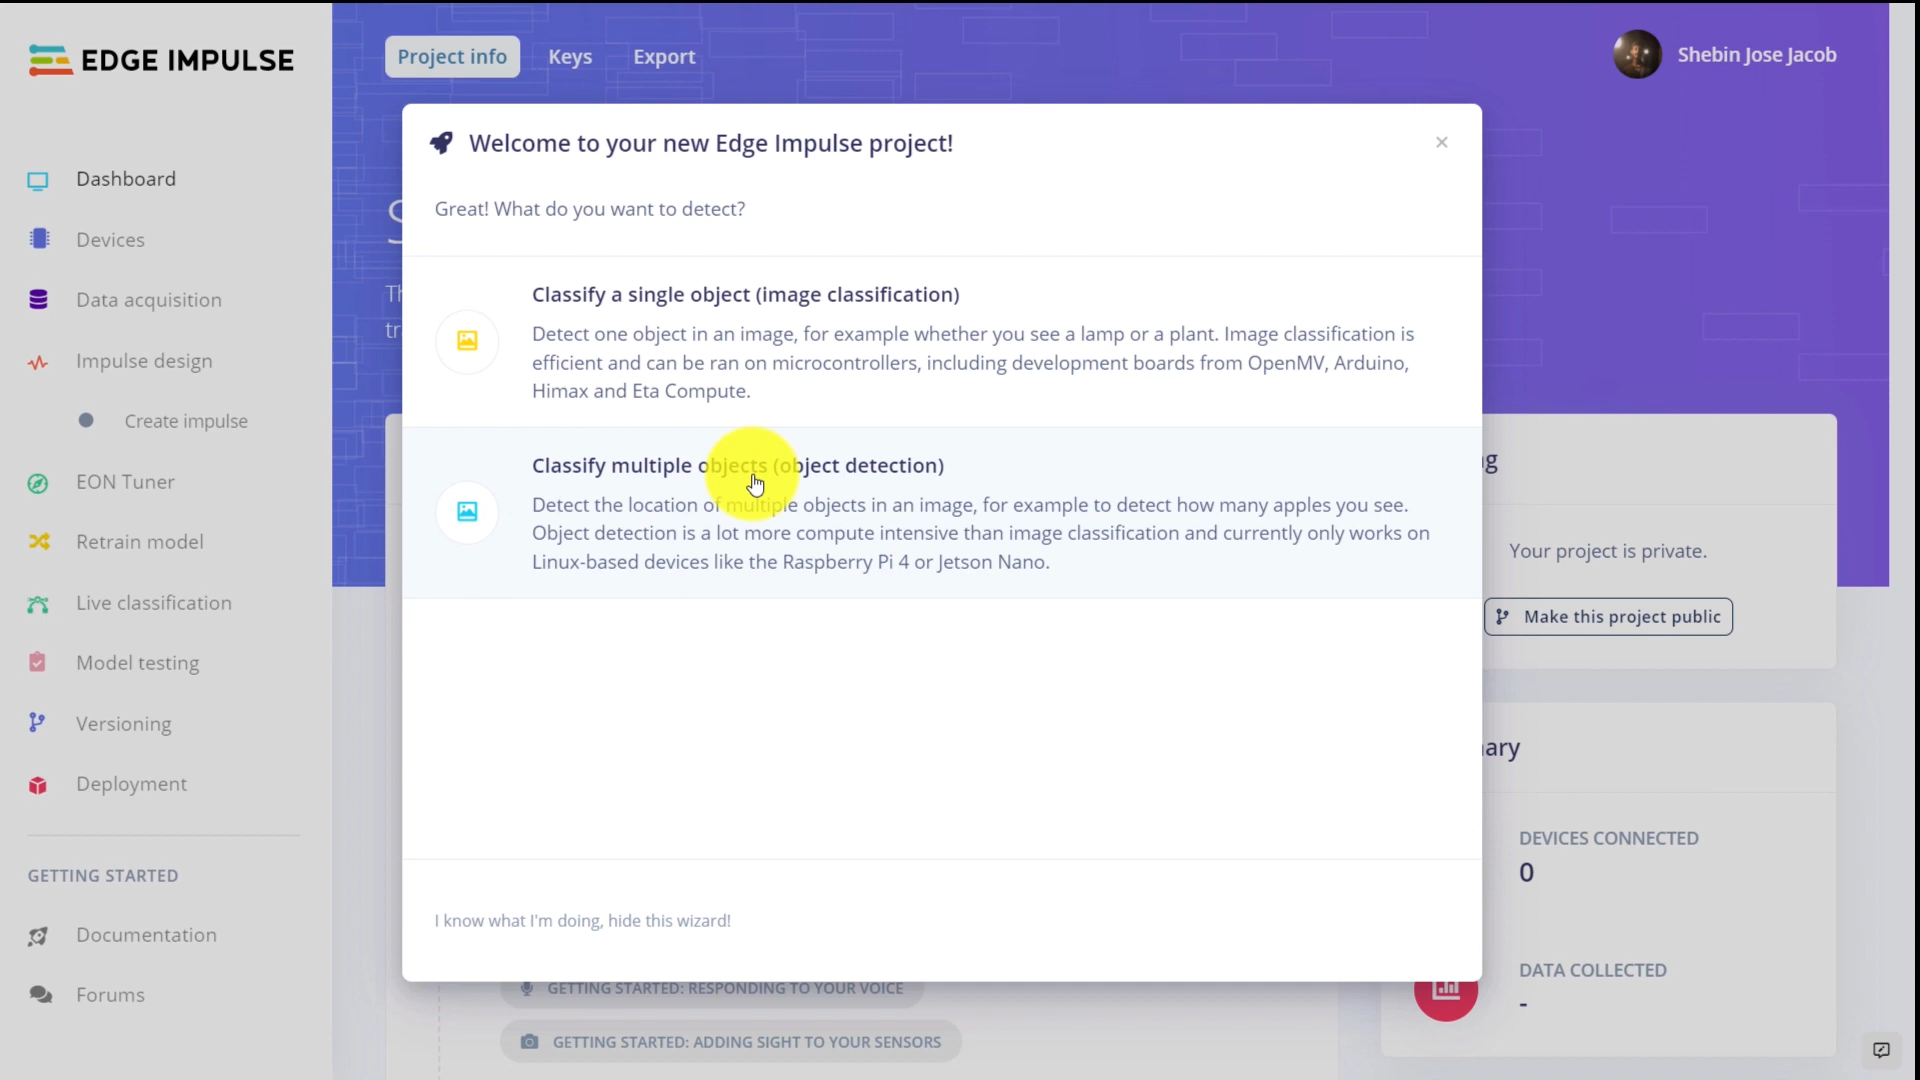 EDGE IMPULSE
Project info
Keys
Export
Shebin Jose Jacob
Dashboard
Devices
Data acquisition
Impulse design
Create impulse
EON Tuner
Retrain model
Live classification
Model testing
Versioning
Deployment
GETTING STARTED
Documentation
Forums
Welcome to your new Edge Impulse project!
Great! What do you want to detect?
Classify a single object (image classification)
Detect one object in an image, for example whether you see a lamp or a plant. Image classification is
efficient and can be ran on microcontrollers, including development boards from OpenMV, Arduino,
Himax and Eta Compute.
Classify multiple objects (object detection)
Detect the location of multiple objects in an image, for example to detect how many apples you see.
Object detection is a lot more compute intensive than image classification and currently only works on
Linux-based devices like the Raspberry Pi 4 or Jetson Nano.
I know what I'm doing, hide this wizard!
GETTING STARTED: RESPONDING TO YOUR VOICE
GETTING STARTED: ADDING SIGHT TO YOUR SENSORS
Your project is private.
Make this project public
DEVICES CONNECTED
0
DATA COLLECTED
-